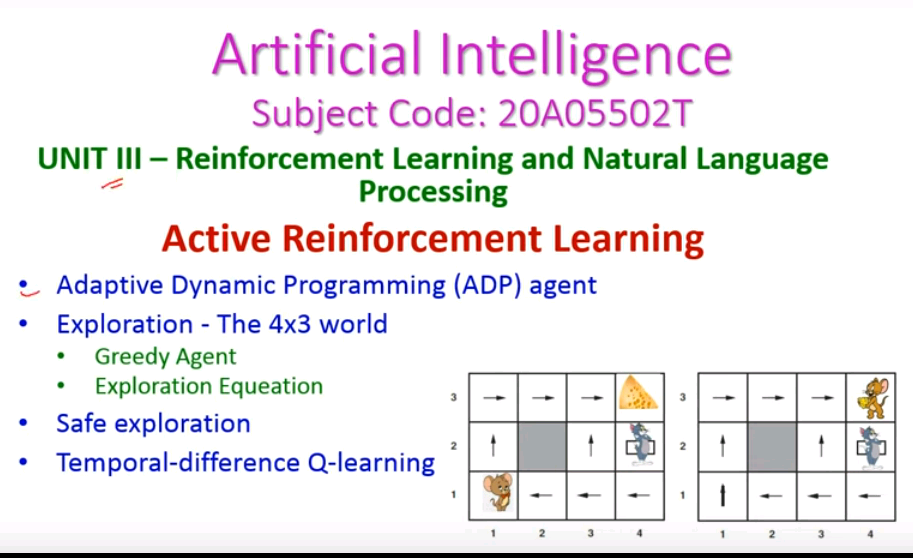 Artificial Intelligence
Subject Code: 20A05502T
UNIT III – Reinforcement Learning and Natural Language
Processing
Active Reinforcement Learning
• Adaptive Dynamic Programming (ADP) agent
• Exploration - The 4x3 world
• Greedy Agent
• Exploration Equeation
• Safe exploration
• Temporal-difference Q-learning
3
2
1
1 2 3 4
3
2
1
1 2 3 4